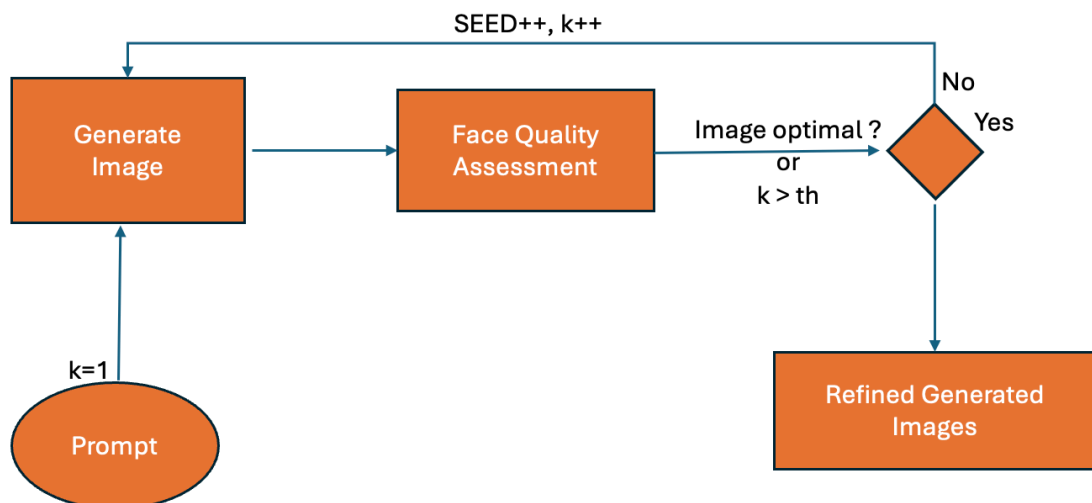 SEED++, k++
No
Yes
Generate
Image
Face Quality
Assessment
Image optimal ?
or
k > th
k=1
Prompt
Refined Generated
Images